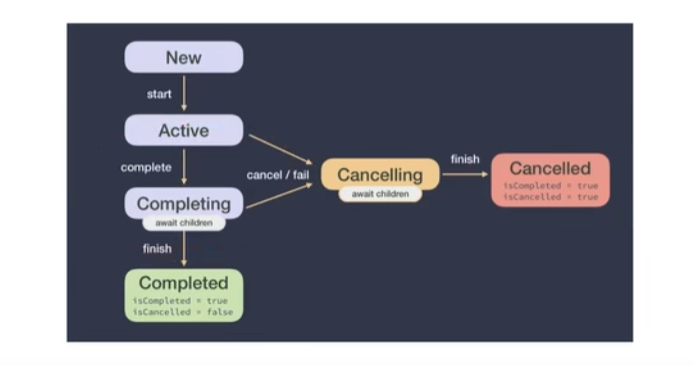 New
start
Active
complete
cancel / fail
Cancelling
await children
finish
Cancelled
isCompleted = true
isCancelled = true
Completing
await children
finish
Completed
isCompleted = true
isCancelled = false